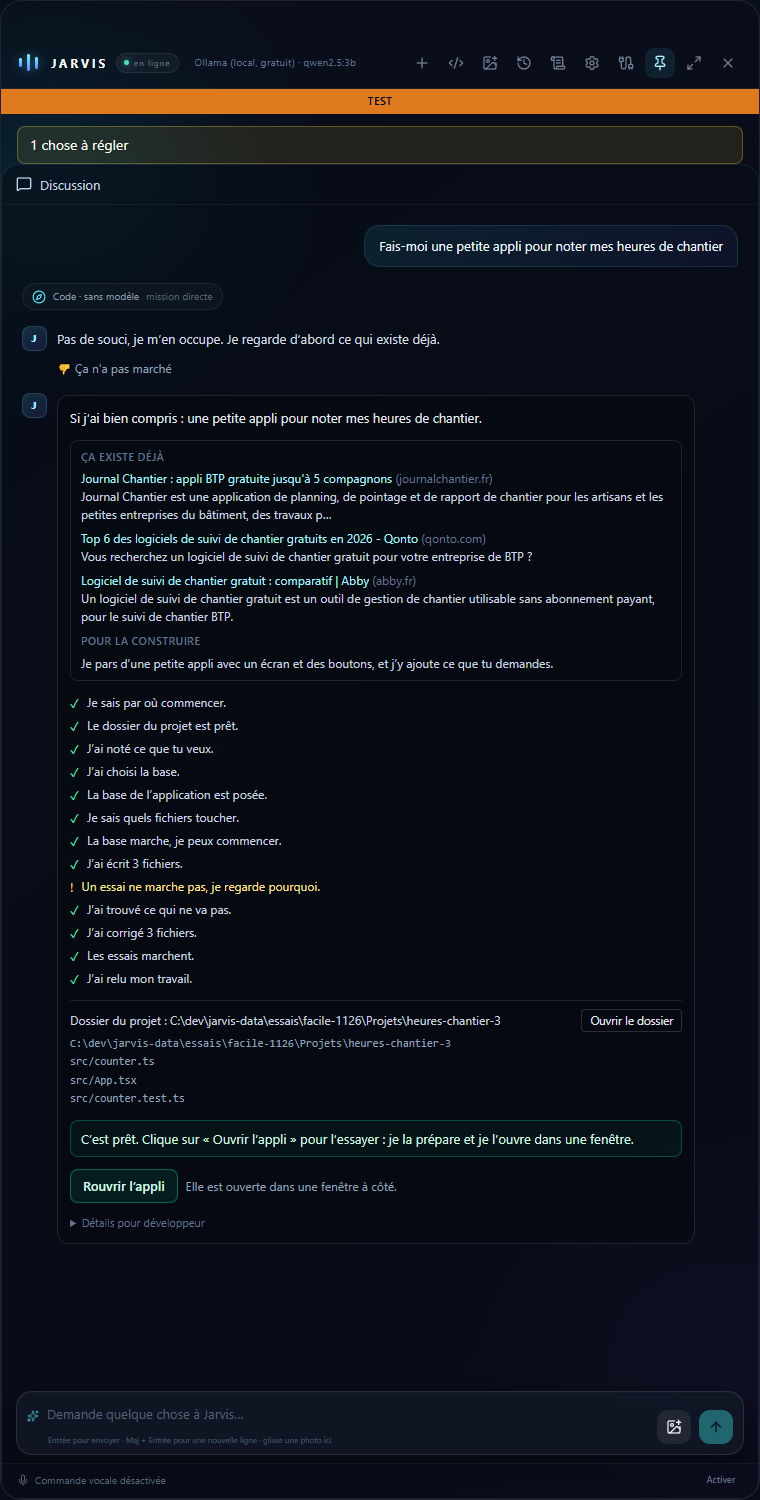 JARVIS
en ligne
Ollama (local, gratuit) · qwen2.5:3b
TEST
1 chose à régler
Discussion
Fais-moi une petite appli pour noter mes heures de chantier
Code · sans modèle mission directe
J
Pas de souci, je m’en occupe. Je regarde d’abord ce qui existe déjà.
Ça n'a pas marché
J
Si j’ai bien compris : une petite appli pour noter mes heures de chantier.
ÇA EXISTE DÉJÀ
Journal Chantier : appli BTP gratuite jusqu'à 5 compagnons (journalchantier.fr)
Journal Chantier est une application de planning, de pointage et de rapport de chantier pour les artisans et les
petites entreprises du bâtiment, des travaux p...
Top 6 des logiciels de suivi de chantier gratuits en 2026 - Qonto (qonto.com)
Vous recherchez un logiciel de suivi de chantier gratuit pour votre entreprise de BTP ?
Logiciel de suivi de chantier gratuit : comparatif | Abby (abby.fr)
Un logiciel de suivi de chantier gratuit est un outil de gestion de chantier utilisable sans abonnement payant,
pour le suivi de chantier BTP.
POUR LA CONSTRUIRE
Je pars d’une petite appli avec un écran et des boutons, et j’y ajoute ce que tu demandes.
✓ Je sais par où commencer.
✓ Le dossier du projet est prêt.
✓ J’ai noté ce que tu veux.
✓ J’ai choisi la base.
✓ La base de l’application est posée.
✓ Je sais quels fichiers toucher.
✓ La base marche, je peux commencer.
✓ J’ai écrit 3 fichiers.
! Un essai ne marche pas, je regarde pourquoi.
✓ J’ai trouvé ce qui ne va pas.
✓ J’ai corrigé 3 fichiers.
✓ Les essais marchent.
✓ J’ai relu mon travail.
Dossier du projet : C:\dev\jarvis-data\essais\facile-1126\Projets\heures-chantier-3
Ouvrir le dossier
C:\dev\jarvis-data\essais\facile-1126\Projets\heures-chantier-3
src/counter.ts
src/App.tsx
src/counter.test.ts
C’est prêt. Clique sur « Ouvrir l’appli » pour l’essayer : je la prépare et je l’ouvre dans une fenêtre.
Rouvrir l’appli
Elle est ouverte dans une fenêtre à côté.
▶ Détails pour développeur
Demande quelque chose à Jarvis...
Entrée pour envoyer · Maj + Entrée pour une nouvelle ligne · glisse une photo ici
Commande vocale désactivée
Activer